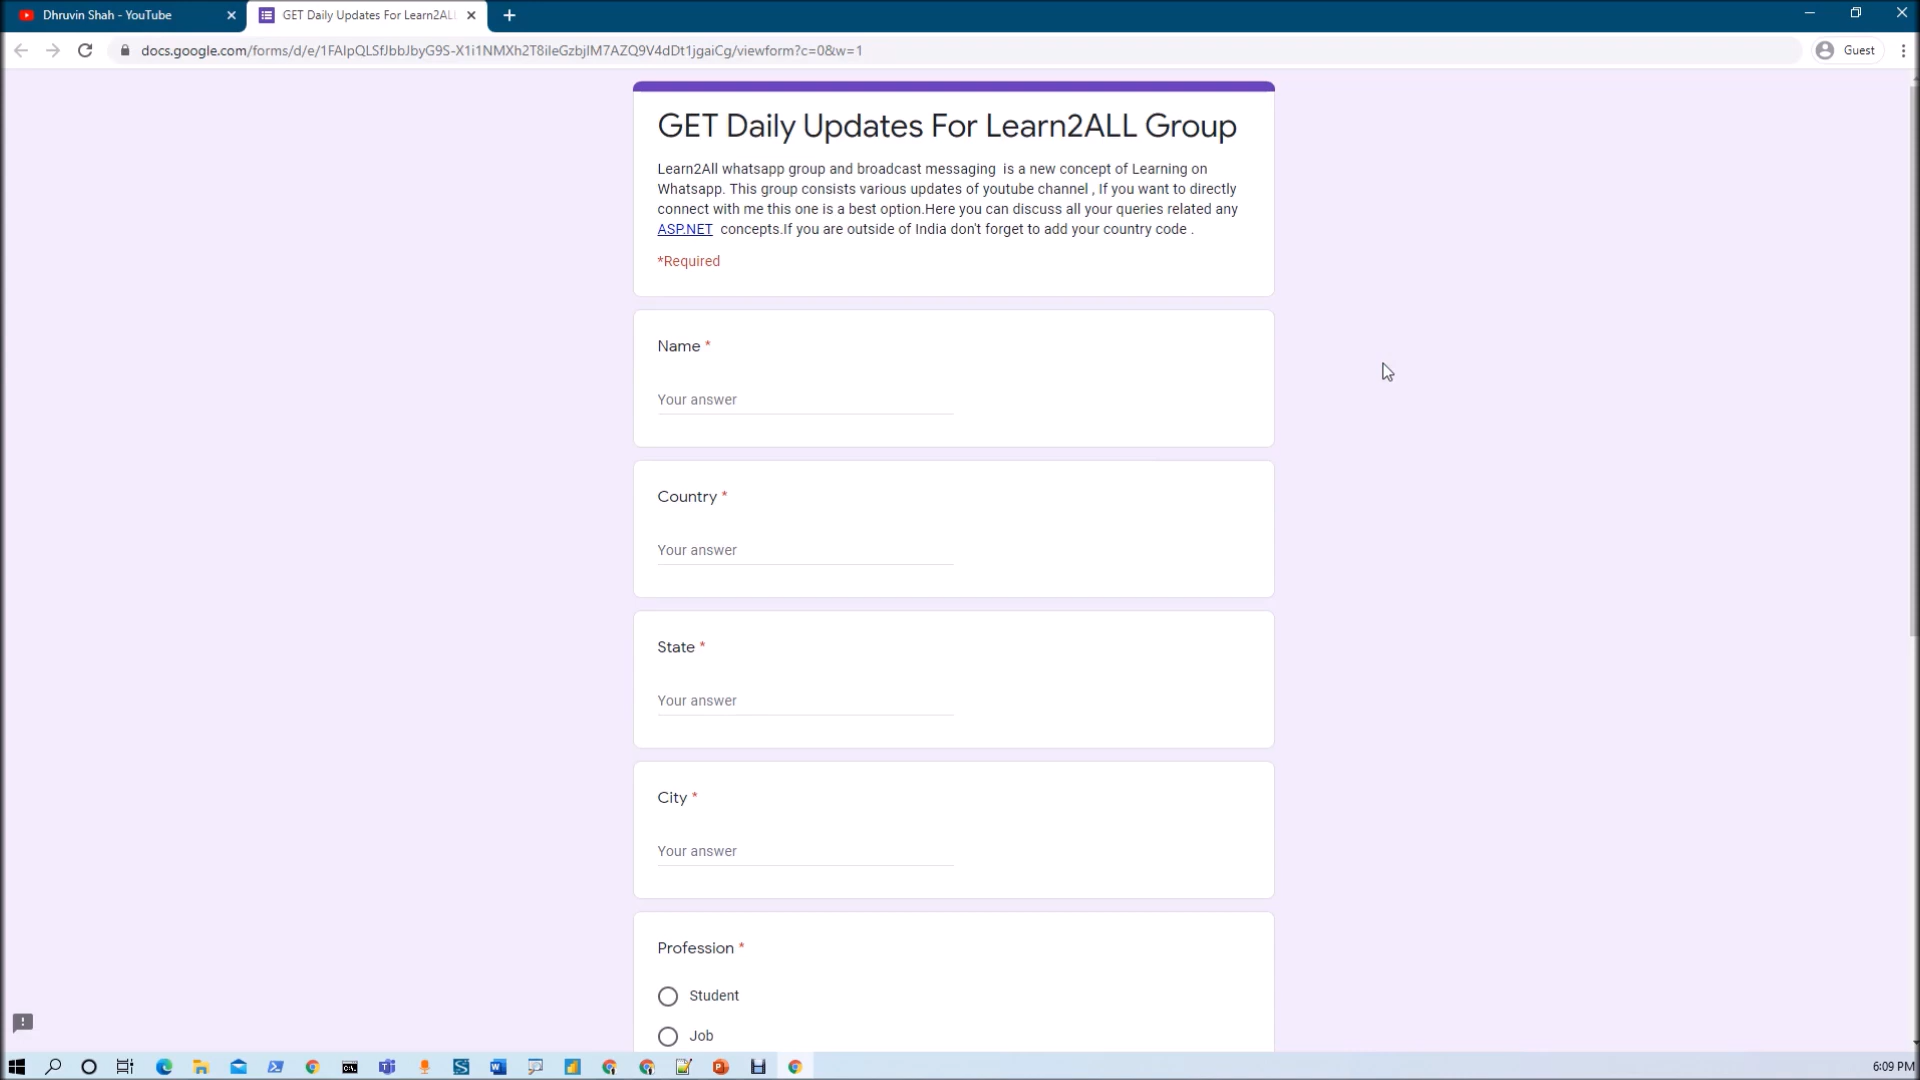 Dhruvin Shah - YouTube
GET Daily Updates For Learn2ALL
docs.google.com/forms/d/e/1FAIpQLSfJbbJbyG9S-X1i1NMXh2T8ileGzbjlM7AZQ9V4dDt1jgaiCg/viewform?c=0&w=1
Guest
GET Daily Updates For Learn2ALL Group
Learn2All whatsapp group and broadcast messaging  is a new concept of Learning on
Whatsapp. This group consists various updates of youtube channel , If you want to directly
connect with me this one is a best option.Here you can discuss all your queries related any
ASP.NET  concepts.If you are outside of India don't forget to add your country code .
*Required
Name *
Your answer
Country *
Your answer
State *
Your answer
City *
Your answer
Profession *
Student
Job
6:09 PM